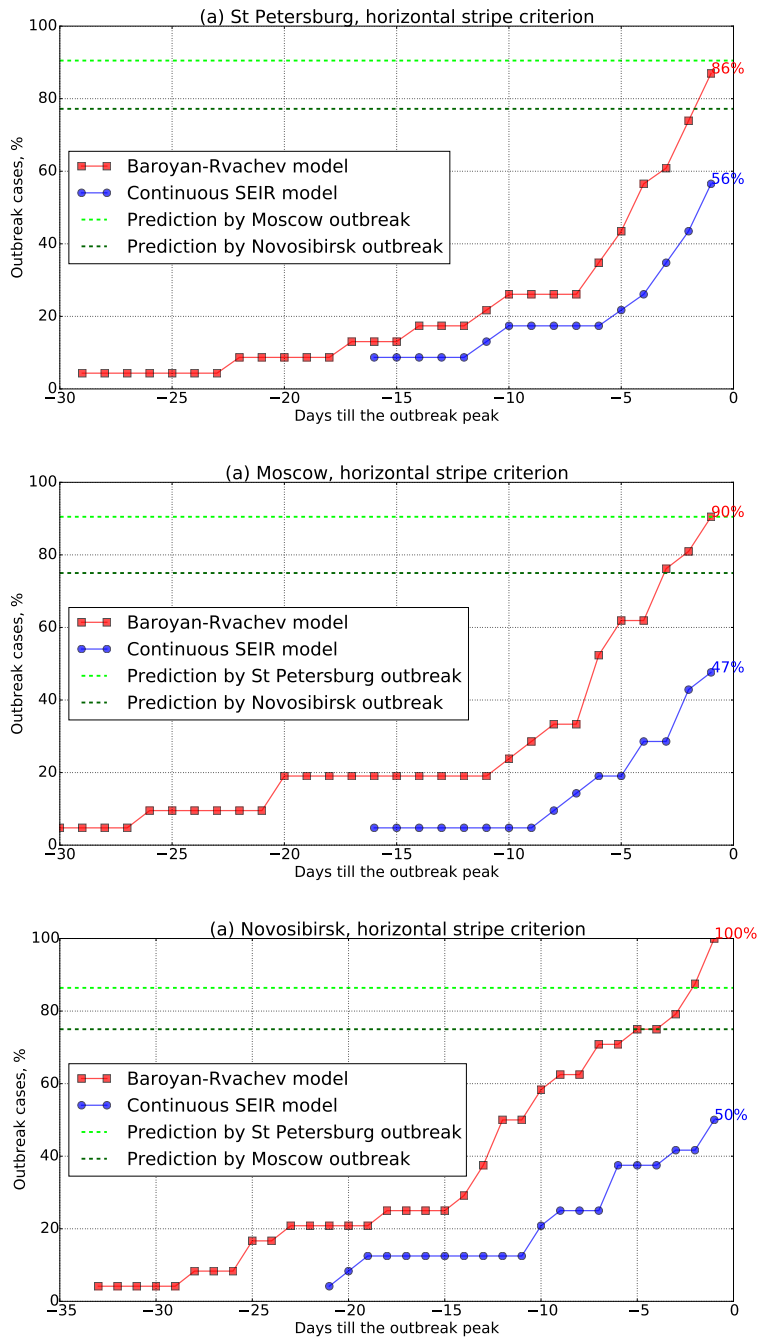 (a) St Petersburg, horizontal stripe criterion
Outbreak cases, %
100
80
60
40
20
0
86%
56%
Baroyan-Rvachev model
Continuous SEIR model
Prediction by Moscow outbreak
Prediction by Novosibirsk outbreak
−30 −25 −20 −15 −10 −5 0
Days till the outbreak peak
(a) Moscow, horizontal stripe criterion
Outbreak cases, %
100
80
60
40
20
0
90%
47%
Baroyan-Rvachev model
Continuous SEIR model
Prediction by St Petersburg outbreak
Prediction by Novosibirsk outbreak
−30 −25 −20 −15 −10 −5 0
Days till the outbreak peak
(a) Novosibirsk, horizontal stripe criterion
Outbreak cases, %
100
80
60
40
20
0
100%
50%
Baroyan-Rvachev model
Continuous SEIR model
Prediction by St Petersburg outbreak
Prediction by Moscow outbreak
−35 −30 −25 −20 −15 −10 −5 0
Days till the outbreak peak